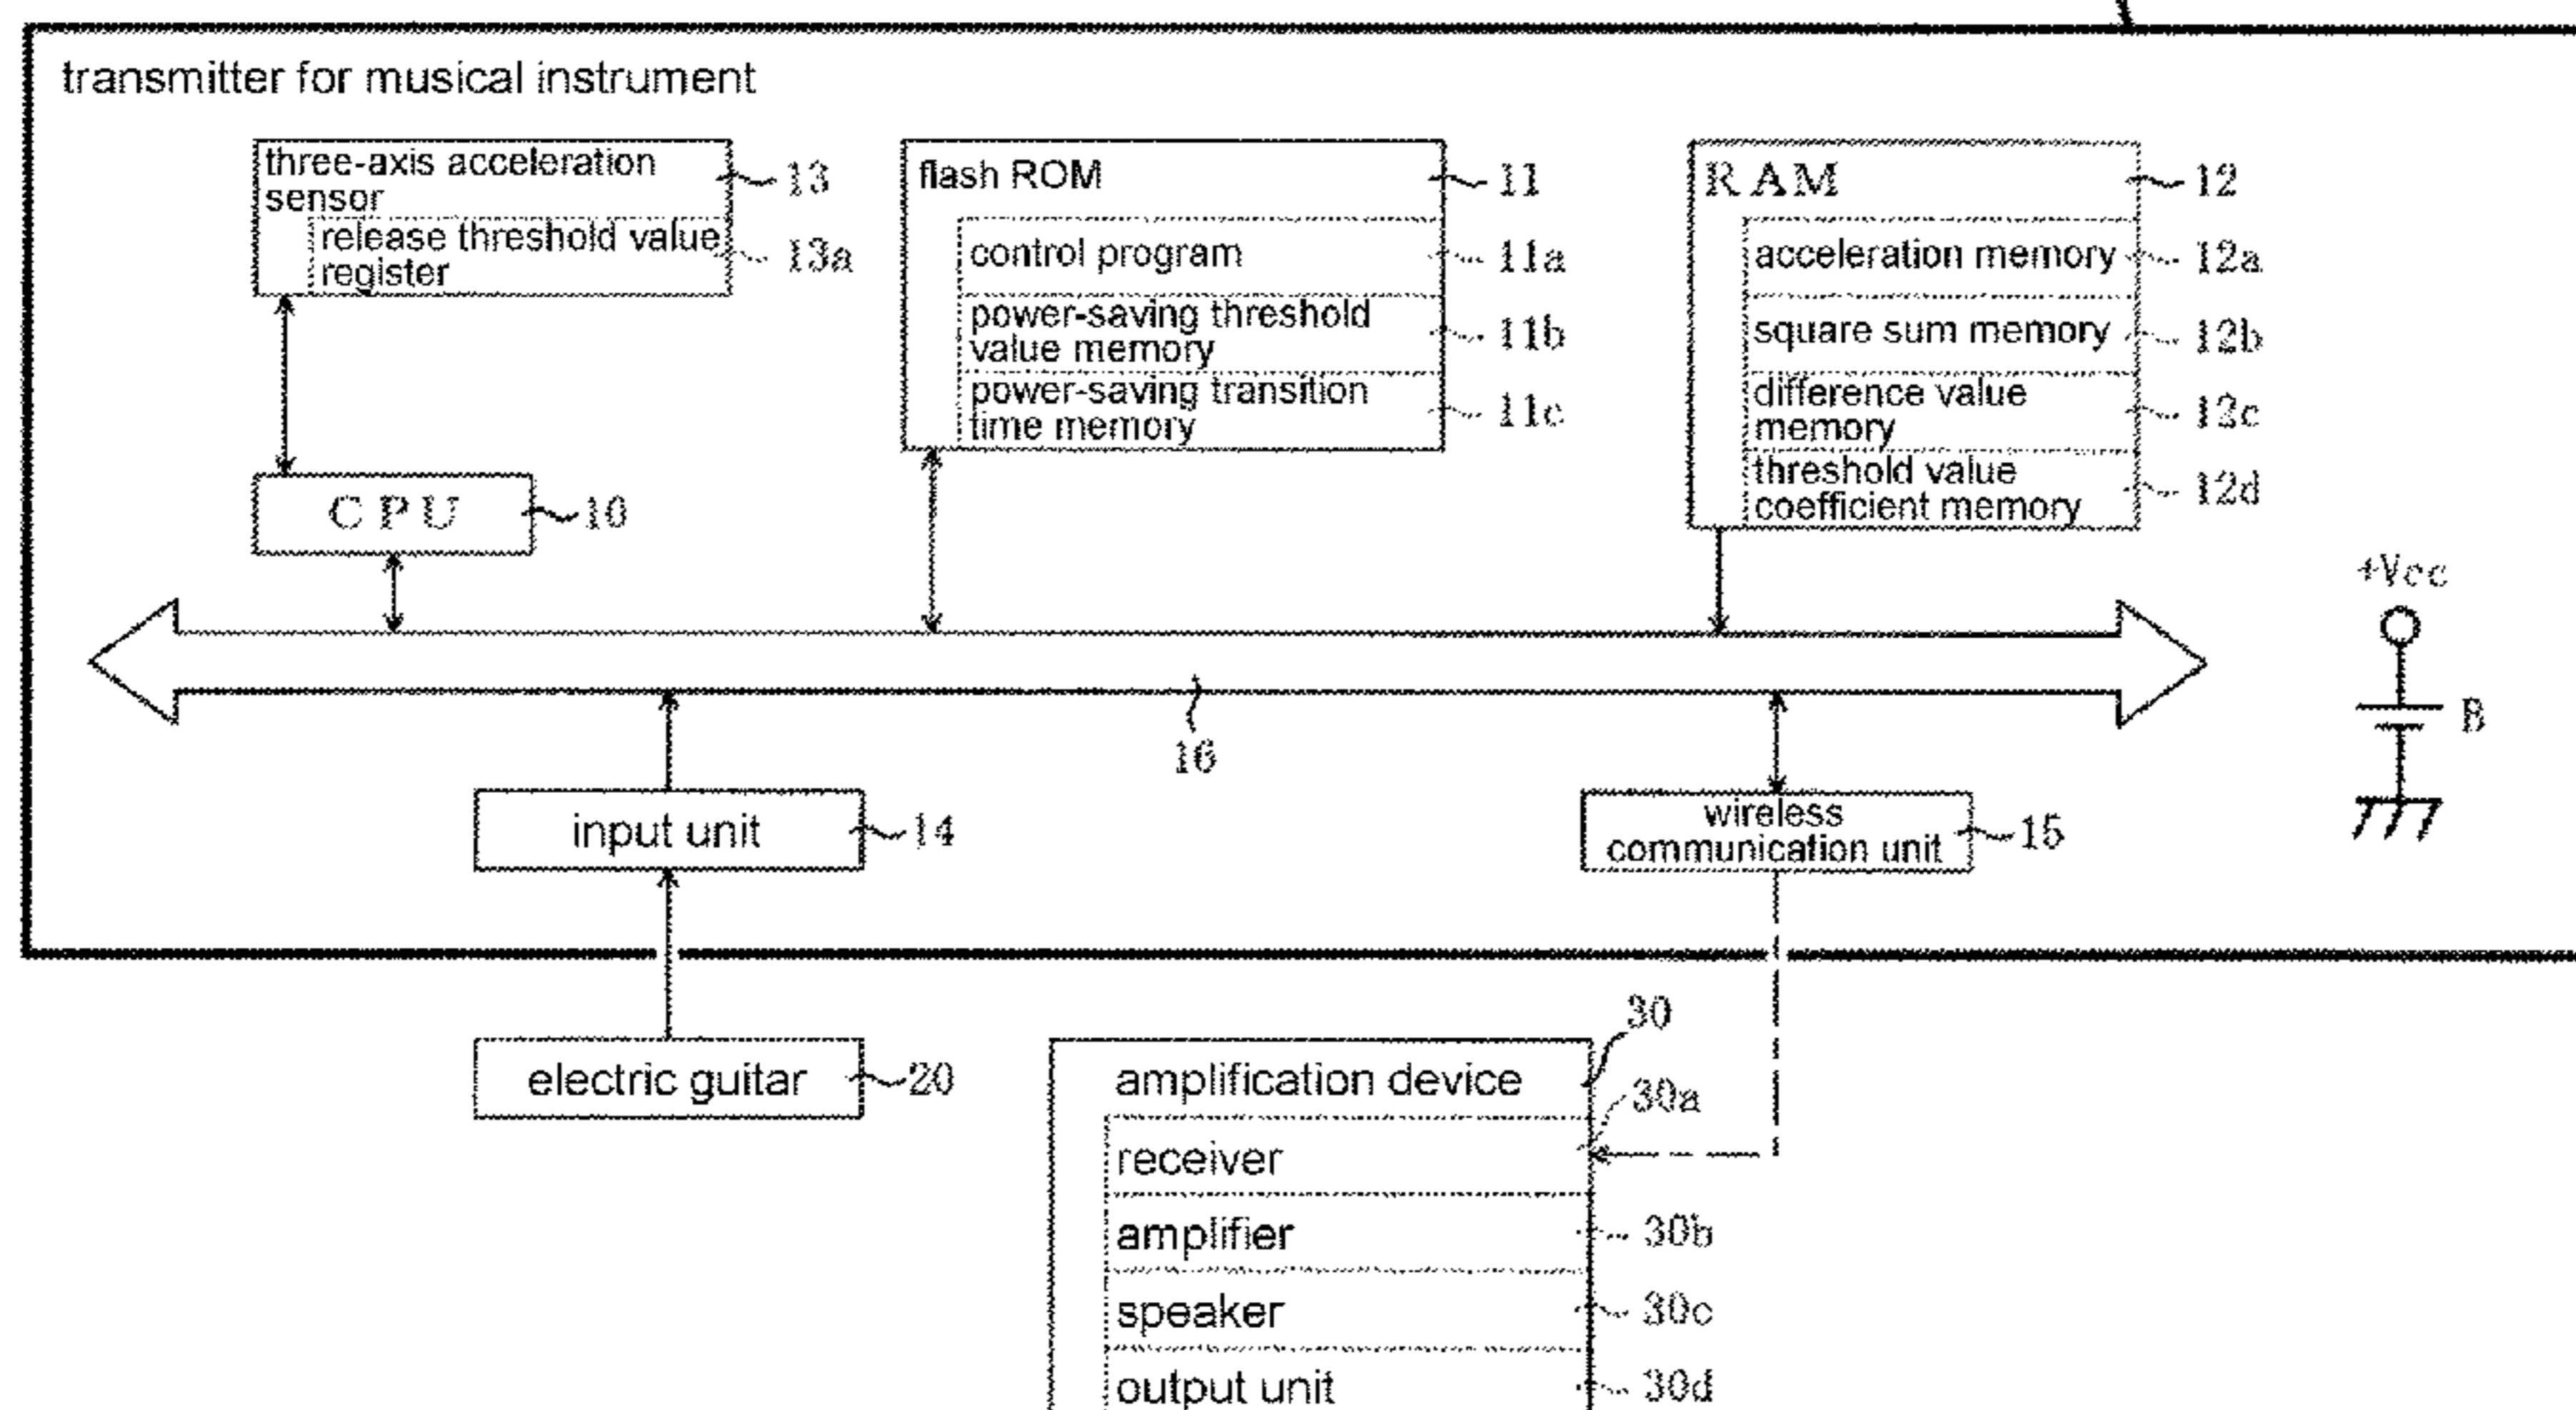 transmitter for musical instrument
three-axis acceleration
sensor
13
release threshold value
register
13a
flash ROM
11
control program
11a
power-saving threshold
value memory
11b
power-saving transition
time memory
11c
RAM
12
acceleration memory
12a
square sum memory
12b
difference value
memory
12c
threshold value
coefficient memory
12d
CPU
10
+Vcc
B
16
input unit
14
wireless
communication unit
15
electric guitar
20
30
amplification device
30a
receiver
amplifier
30b
speaker
30c
output unit
30d